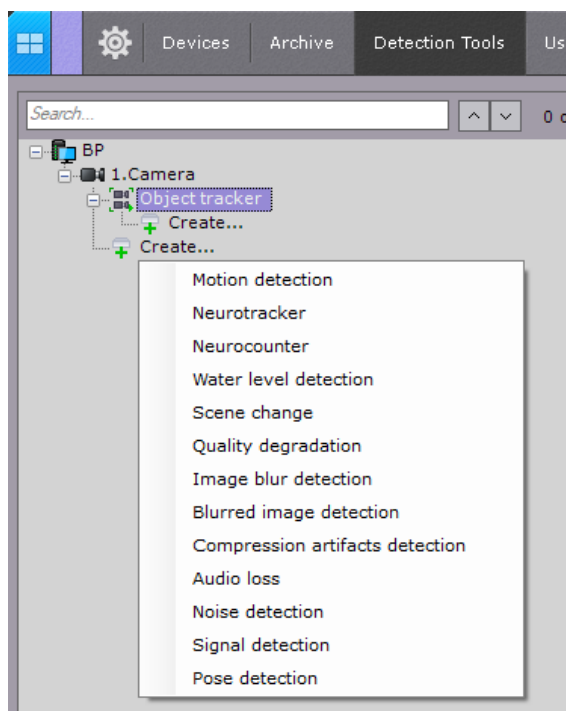 Devices Archive Detection Tools Us
Search... 0 c
BP
1.Camera
Object tracker
Create...
Create...
Motion detection
Neurotracker
Neurocounter
Water level detection
Scene change
Quality degradation
Image blur detection
Blurred image detection
Compression artifacts detection
Audio loss
Noise detection
Signal detection
Pose detection